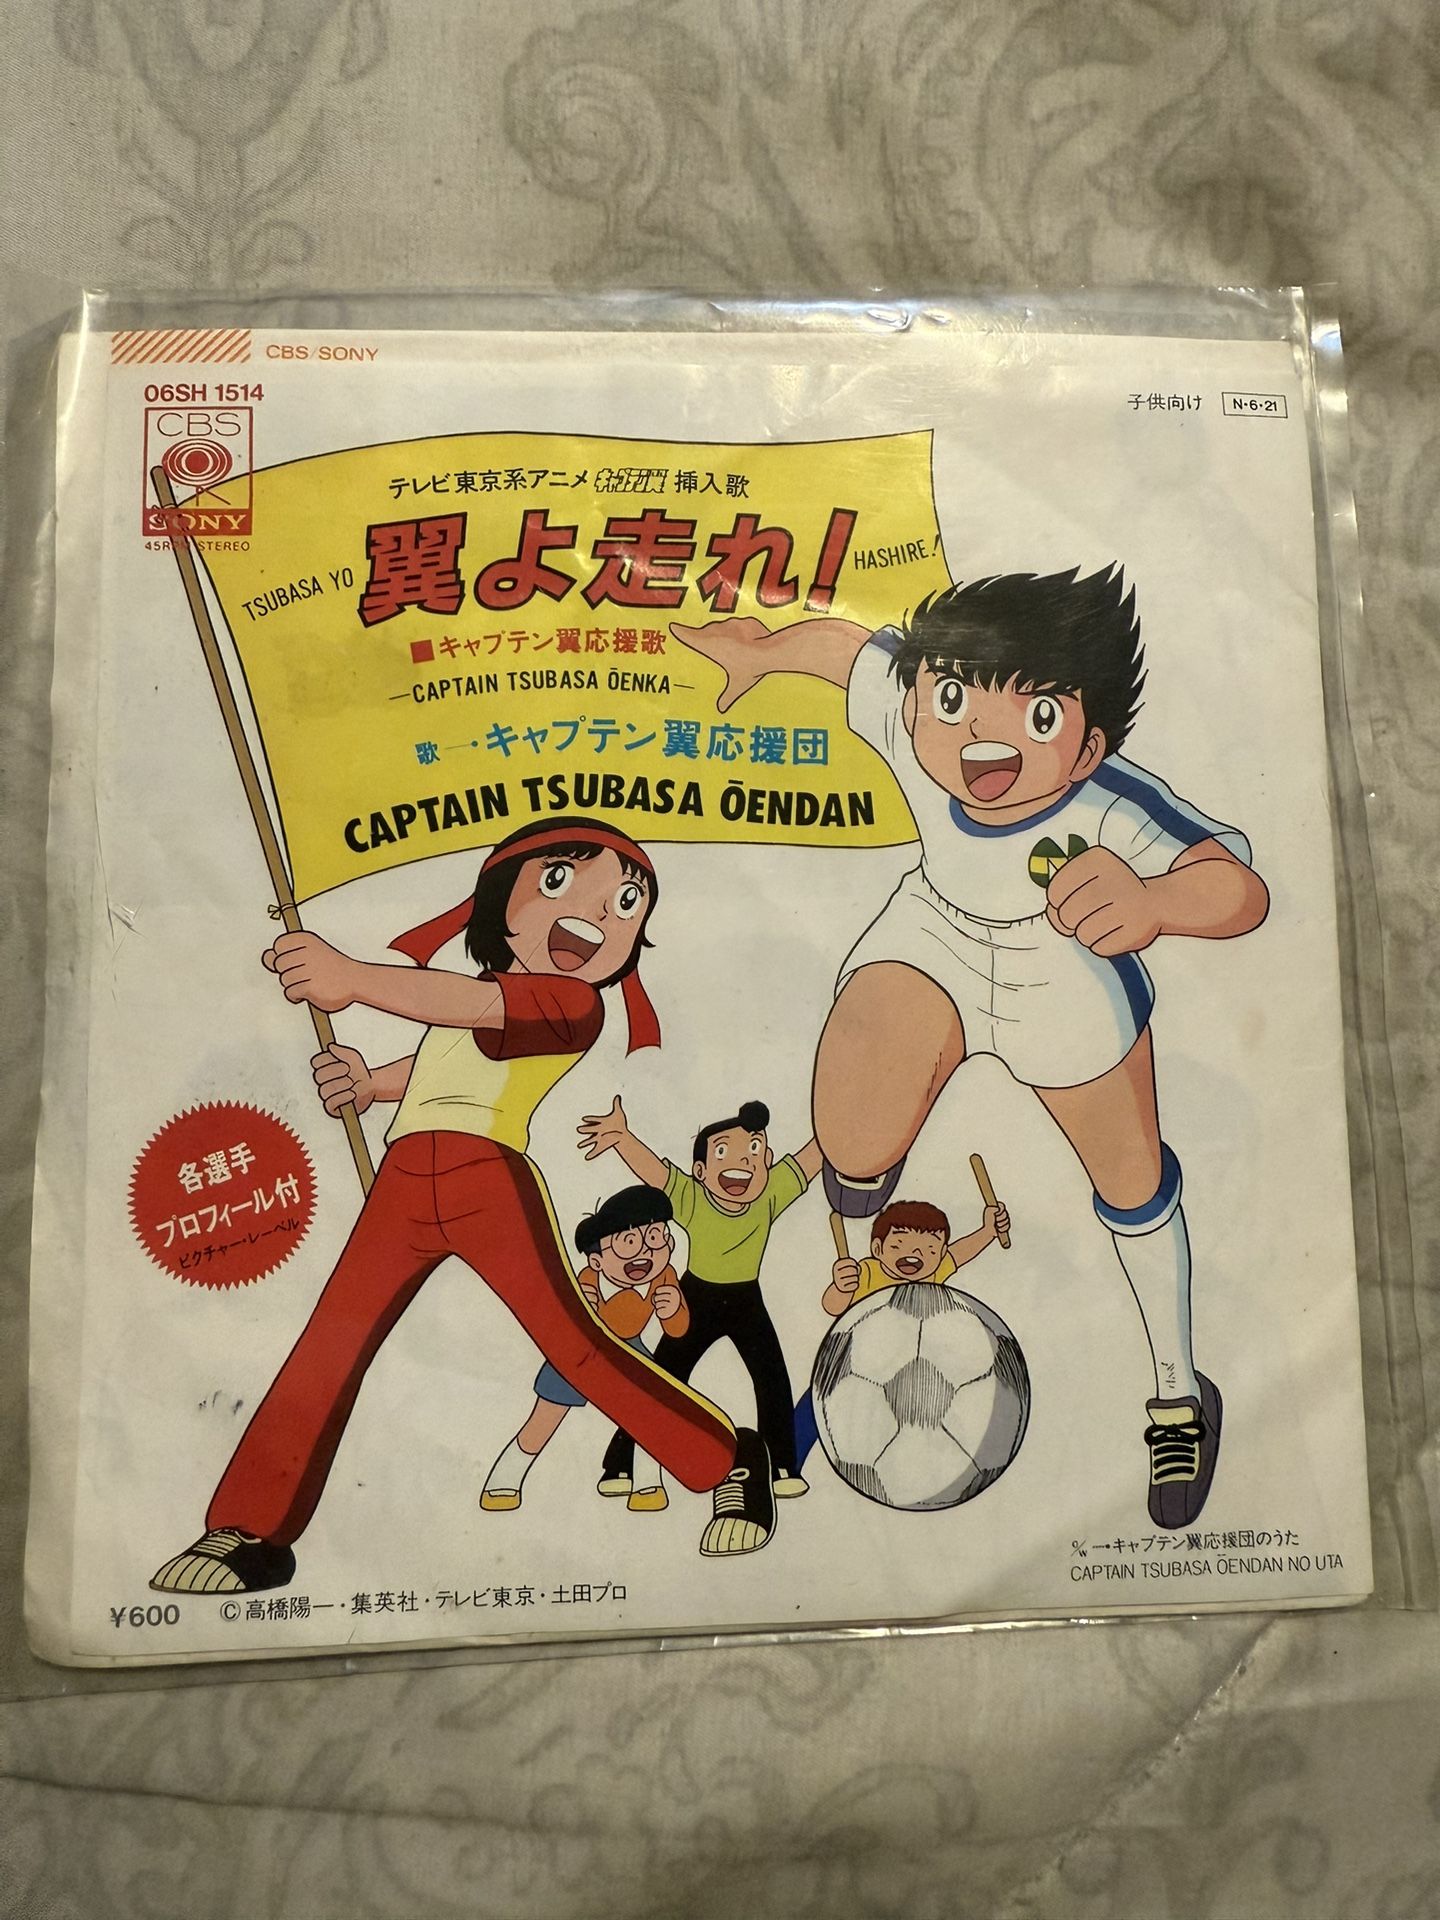 CBS/SONY
06SH 1514
CBS
SONY
45RPM STEREO
子供向け
N・6・21
テレビ東京系アニメ キャプテン翼 挿入歌
TSUBASA YO 翼よ走れ! HASHIRE!
■キャプテン翼応援歌
—CAPTAIN TSUBASA ŌENKA—
歌—・キャプテン翼応援団
CAPTAIN TSUBASA ŌENDAN
各選手
プロフィール付
ピクチャー・レーベル
c/w—・キャプテン翼応援団のうた
CAPTAIN TSUBASA ŌENDAN NO UTA
¥600
©高橋陽一・集英社・テレビ東京・土田プロ